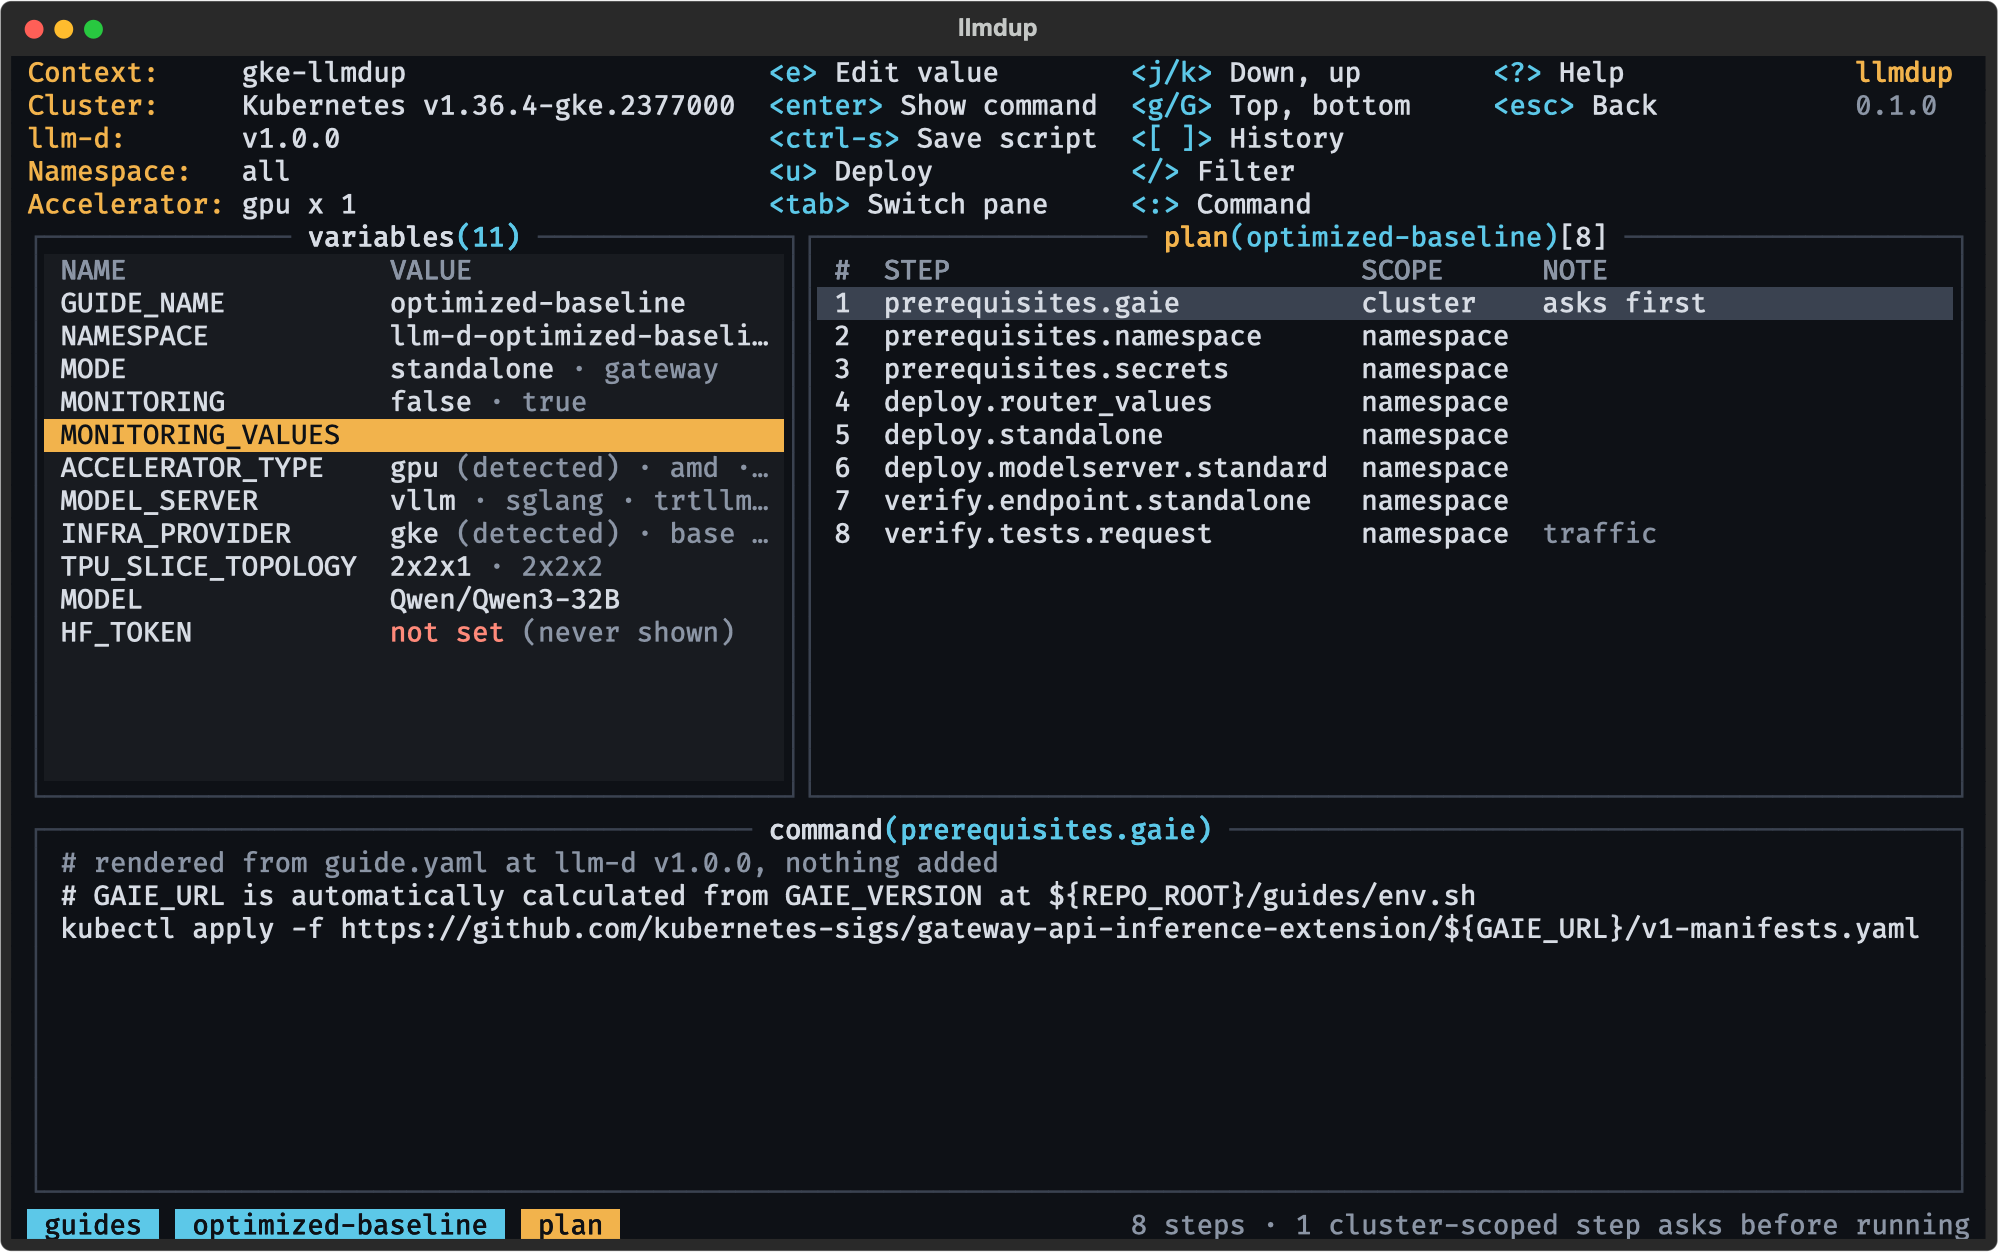 llmdup
Context: gke-llmdup <e> Edit value <j/k> Down, up <?> Help llmdup
Cluster: Kubernetes v1.36.4-gke.2377000 <enter> Show command <g/G> Top, bottom <esc> Back 0.1.0
llm-d: v1.0.0 <ctrl-s> Save script <[ ]> History
Namespace: all <u> Deploy </> Filter
Accelerator: gpu x 1 <tab> Switch pane <:> Command
variables(11)
NAME VALUE
GUIDE_NAME optimized-baseline
NAMESPACE llm-d-optimized-baseli…
MODE standalone · gateway
MONITORING false · true
MONITORING_VALUES
ACCELERATOR_TYPE gpu (detected) · amd ·…
MODEL_SERVER vllm · sglang · trtllm…
INFRA_PROVIDER gke (detected) · base …
TPU_SLICE_TOPOLOGY 2x2x1 · 2x2x2
MODEL Qwen/Qwen3-32B
HF_TOKEN not set (never shown)
plan(optimized-baseline)[8]
# STEP SCOPE NOTE
1 prerequisites.gaie cluster asks first
2 prerequisites.namespace namespace
3 prerequisites.secrets namespace
4 deploy.router_values namespace
5 deploy.standalone namespace
6 deploy.modelserver.standard namespace
7 verify.endpoint.standalone namespace
8 verify.tests.request namespace traffic
command(prerequisites.gaie)
# rendered from guide.yaml at llm-d v1.0.0, nothing added
# GAIE_URL is automatically calculated from GAIE_VERSION at ${REPO_ROOT}/guides/env.sh
kubectl apply -f https://github.com/kubernetes-sigs/gateway-api-inference-extension/${GAIE_URL}/v1-manifests.yaml
guides optimized-baseline plan 8 steps · 1 cluster-scoped step asks before running